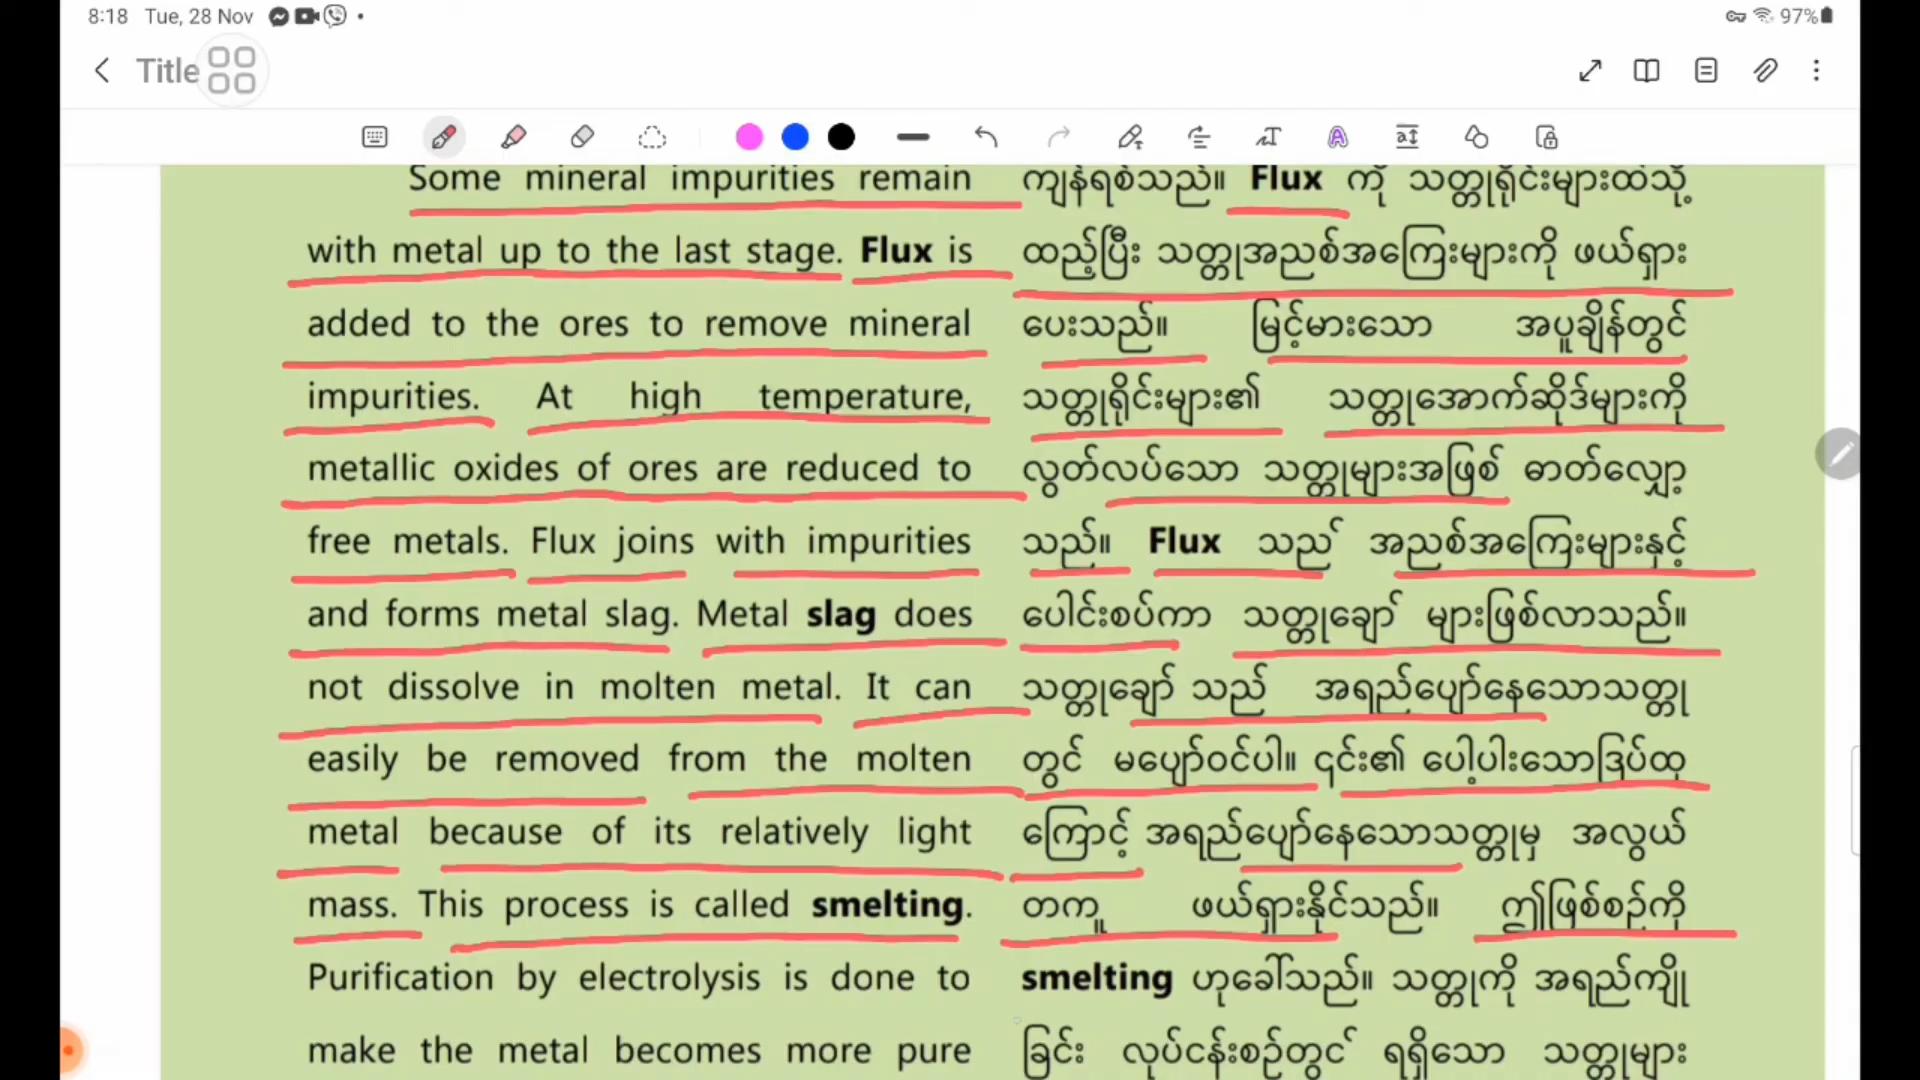 8:18 Tue, 28 Nov
97%
Title
Some mineral impurities remain
with metal up to the last stage. Flux is
added to the ores to remove mineral
impurities. At high temperature,
metallic oxides of ores are reduced to
free metals. Flux joins with impurities
and forms metal slag. Metal slag does
not dissolve in molten metal. It can
easily be removed from the molten
metal because of its relatively light
mass. This process is called smelting.
Purification by electrolysis is done to
make the metal becomes more pure
ကျန်ရစ်သည်။ Flux ကို သတ္တုရိုင်းများထဲသို့
ထည့်ပြီး သတ္တုအညစ်အကြေးများကို ဖယ်ရှား
ပေးသည်။ မြင့်မားသော အပူချိန်တွင်
သတ္တုရိုင်းများ၏ သတ္တုအောက်ဆိုဒ်များကို
လွတ်လပ်သော သတ္တုများအဖြစ် ဓာတ်လျှော့
သည်။ Flux သည် အညစ်အကြေးများနှင့်
ပေါင်းစပ်ကာ သတ္တုချော် များဖြစ်လာသည်။
သတ္တုချော် သည် အရည်ပျော်နေသောသတ္တု
တွင် မပျော်ဝင်ပါ။ ၎င်း၏ ပေါ့ပါးသောဒြပ်ထု
ကြောင့် အရည်ပျော်နေသောသတ္တုမှ အလွယ်
တကူ ဖယ်ရှားနိုင်သည်။ ဤဖြစ်စဉ်ကို
smelting ဟုခေါ်သည်။ သတ္တုကို အရည်ကျို
ခြင်း လုပ်ငန်းစဉ်တွင် ရရှိသော သတ္တုများ